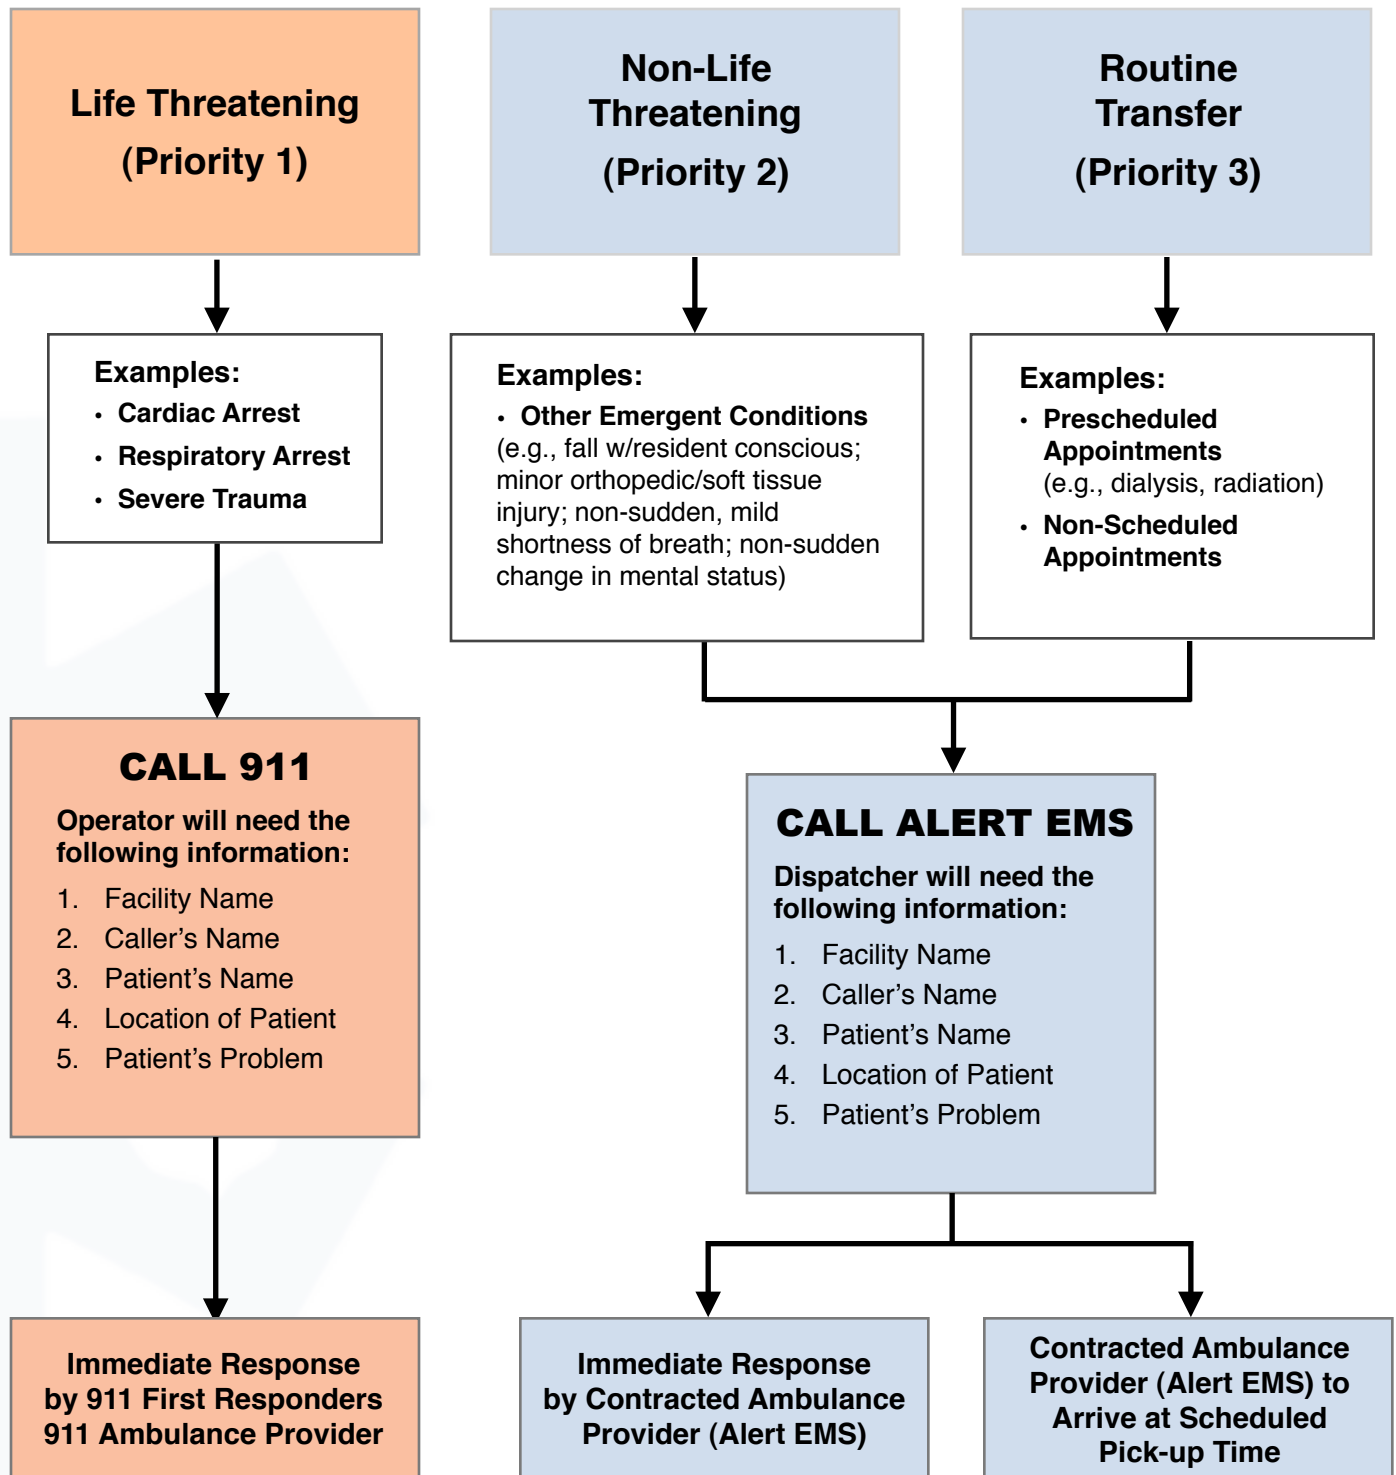 Life Threatening
(Priority 1)
Non-Life
Threatening
(Priority 2)
Routine
Transfer
(Priority 3)
Examples:
• Cardiac Arrest
• Respiratory Arrest
• Severe Trauma
Examples:
• Other Emergent Conditions
(e.g., fall w/resident conscious;
minor orthopedic/soft tissue
injury; non-sudden, mild
shortness of breath; non-sudden
change in mental status)
Examples:
• Prescheduled
Appointments
(e.g., dialysis, radiation)
• Non-Scheduled
Appointments
CALL 911
Operator will need the
following information:
1. Facility Name
2. Caller’s Name
3. Patient’s Name
4. Location of Patient
5. Patient’s Problem
CALL ALERT EMS
Dispatcher will need the
following information:
1. Facility Name
2. Caller’s Name
3. Patient’s Name
4. Location of Patient
5. Patient’s Problem
Immediate Response
by 911 First Responders
911 Ambulance Provider
Immediate Response
by Contracted Ambulance
Provider (Alert EMS)
Contracted Ambulance
Provider (Alert EMS) to
Arrive at Scheduled
Pick-up Time